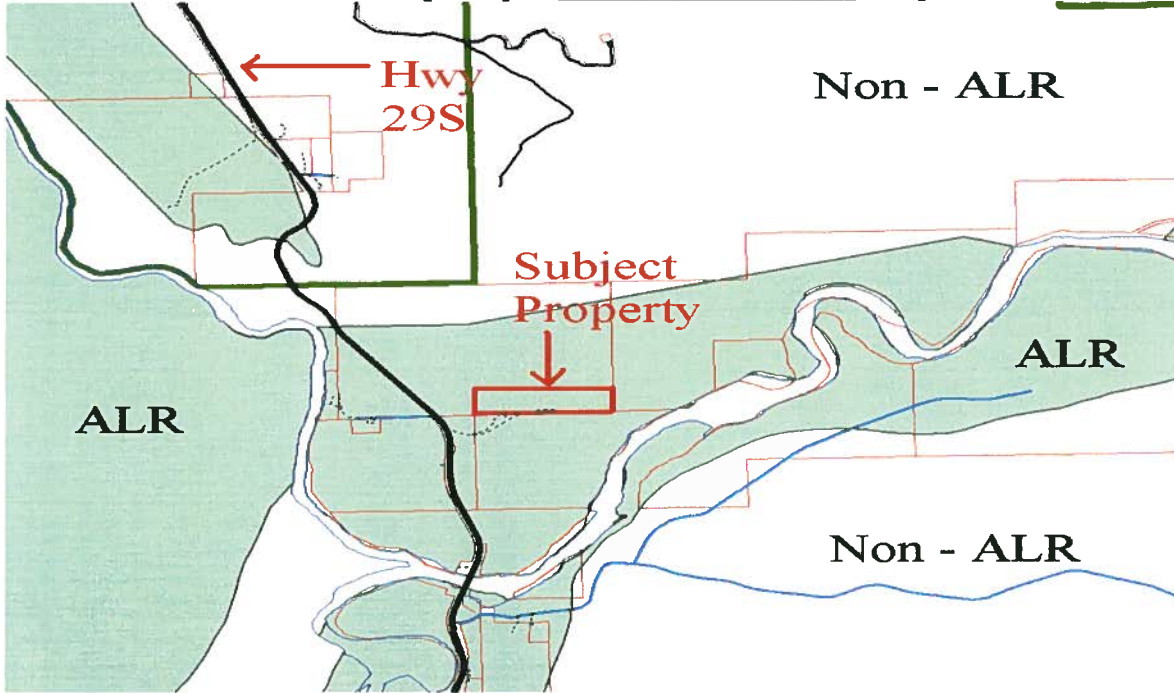 Hwy
29S
Non - ALR
Subject
Property
ALR
ALR
Non - ALR